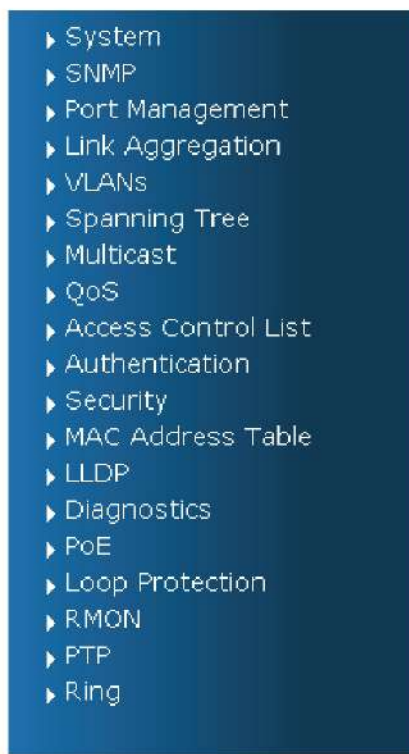 System
SNMP
Port Management
Link Aggregation
VLANs
Spanning Tree
Multicast
QoS
Access Control List
Authentication
Security
MAC Address Table
LLDP
Diagnostics
PoE
Loop Protection
RMON
PTP
Ring